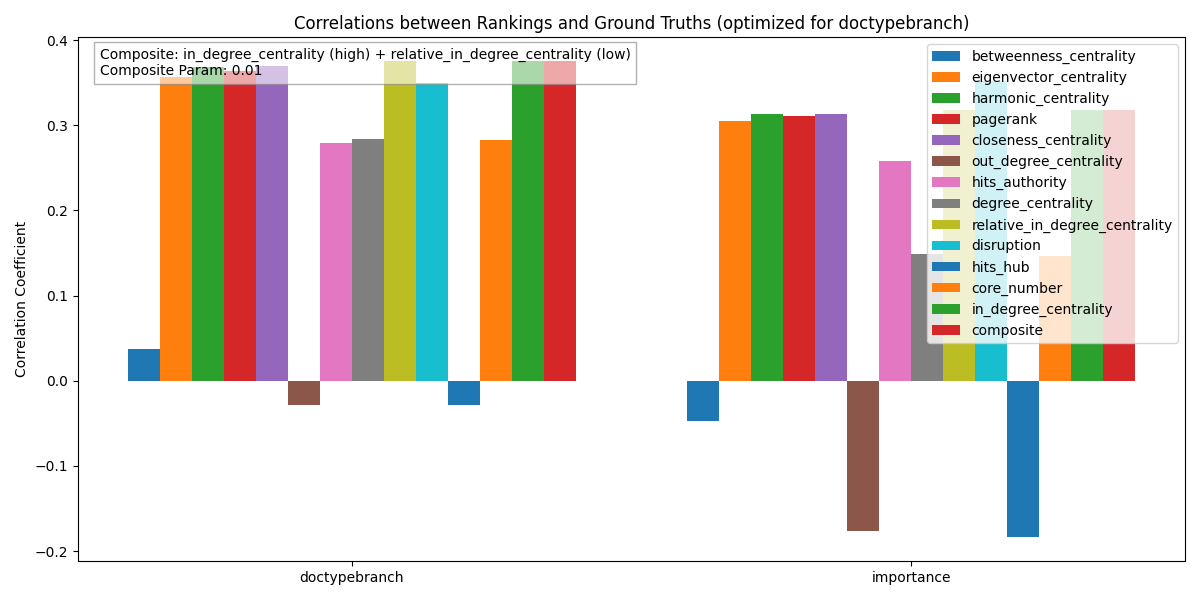 Correlations between Rankings and Ground Truths (optimized for doctypebranch)
Composite: in_degree_centrality (high) + relative_in_degree_centrality (low)
Composite Param: 0.01
betweenness_centrality
eigenvector_centrality
harmonic_centrality
pagerank
closeness_centrality
out_degree_centrality
hits_authority
degree_centrality
relative_in_degree_centrality
disruption
hits_hub
core_number
in_degree_centrality
composite
Correlation Coefficient
0.4
0.3
0.2
0.1
0.0
−0.1
−0.2
doctypebranch
importance